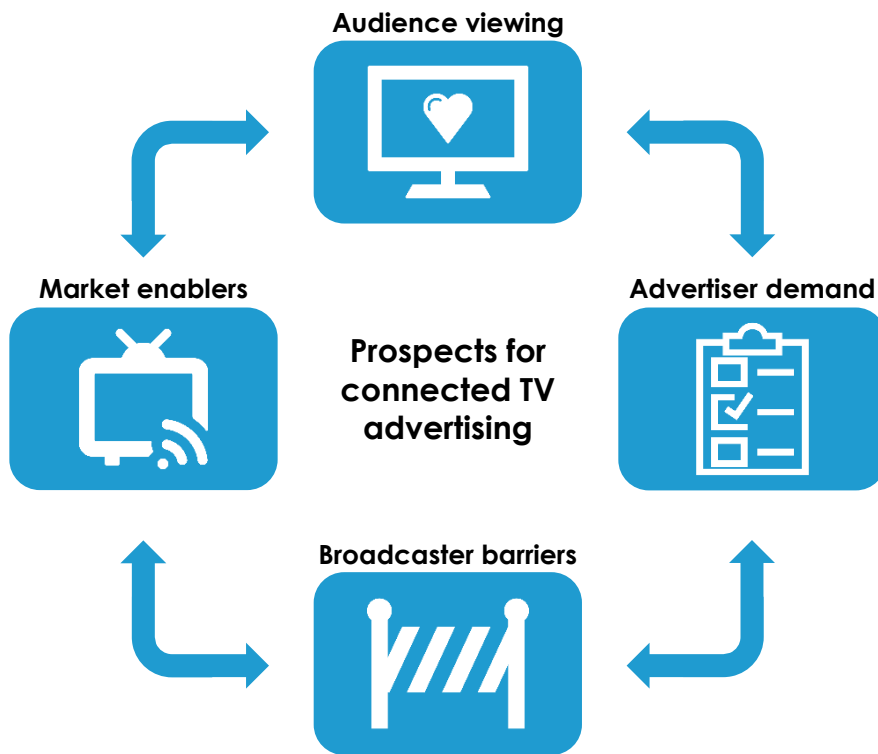 Audience viewing
Market enablers
Advertiser demand
Prospects for
connected TV
advertising
Broadcaster barriers